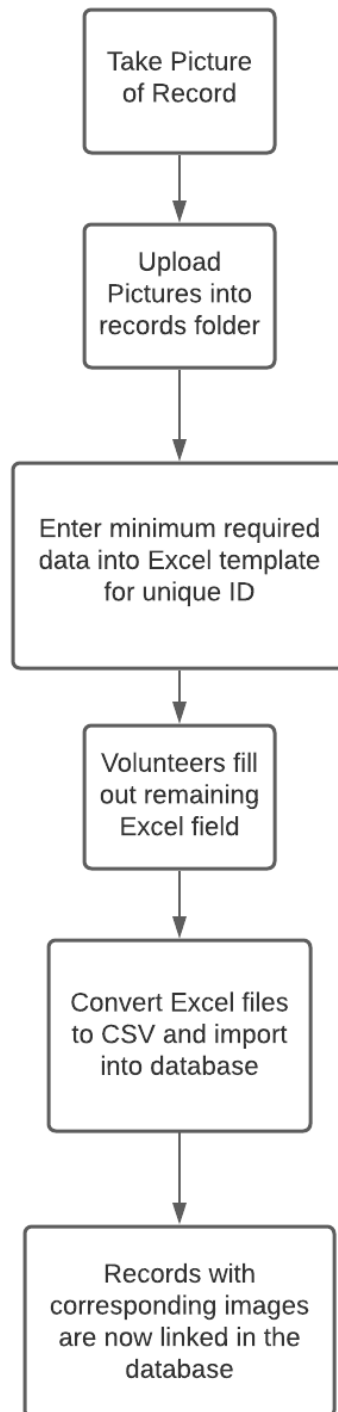 Take Picture
of Record
Upload
Pictures into
records folder
Enter minimum required
data into Excel template
for unique ID
Volunteers fill
out remaining
Excel field
Convert Excel files
to CSV and import
into database
Records with
corresponding images
are now linked in the
database